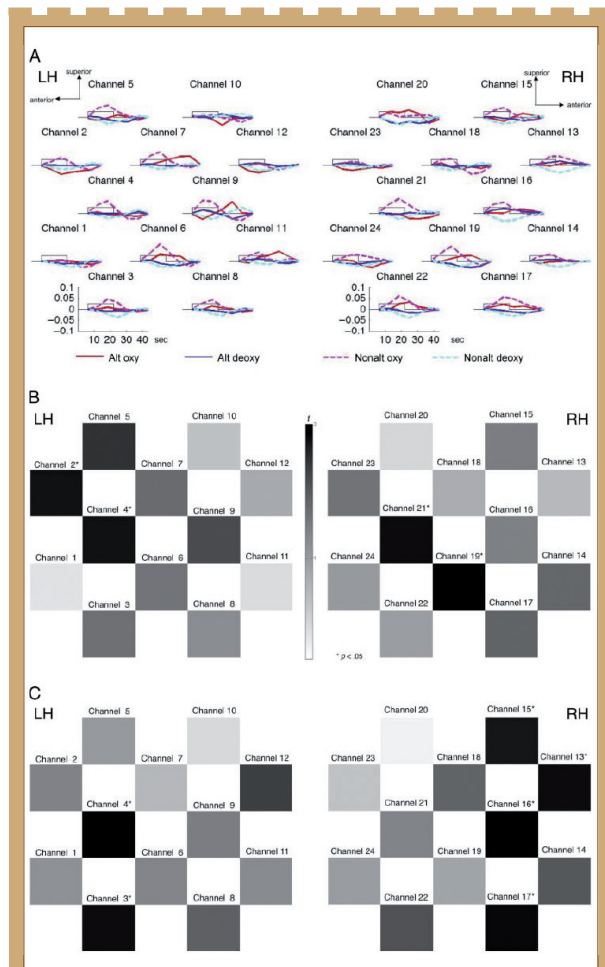 A
LH
superior
anterior
Channel 5
Channel 10
Channel 20
Channel 15
superior
RH
anterior
Channel 2
Channel 7
Channel 12
Channel 23
Channel 18
Channel 13
Channel 4
Channel 9
Channel 21
Channel 16
Channel 1
Channel 6
Channel 11
Channel 24
Channel 19
Channel 14
Channel 3
Channel 8
Channel 22
Channel 17
0.1
0.05
0
−0.05
−0.1
10 20 30 40 sec
10 20 30 40 sec
Alt oxy
Alt deoxy
Nonalt oxy
Nonalt deoxy
B
LH
Channel 5
Channel 10
t
Channel 20
Channel 15
RH
Channel 2*
Channel 7
Channel 12
Channel 23
Channel 18
Channel 13
Channel 4*
Channel 9
Channel 21*
Channel 16
Channel 1
Channel 6
Channel 11
Channel 24
Channel 19*
Channel 14
Channel 3
Channel 8
Channel 22
Channel 17
* p < .05
C
LH
Channel 5
Channel 10
Channel 20
Channel 15*
RH
Channel 2
Channel 7
Channel 12
Channel 23
Channel 18
Channel 13*
Channel 4*
Channel 9
Channel 21
Channel 16*
Channel 1
Channel 6
Channel 11
Channel 24
Channel 19
Channel 14
Channel 3*
Channel 8
Channel 22
Channel 17*